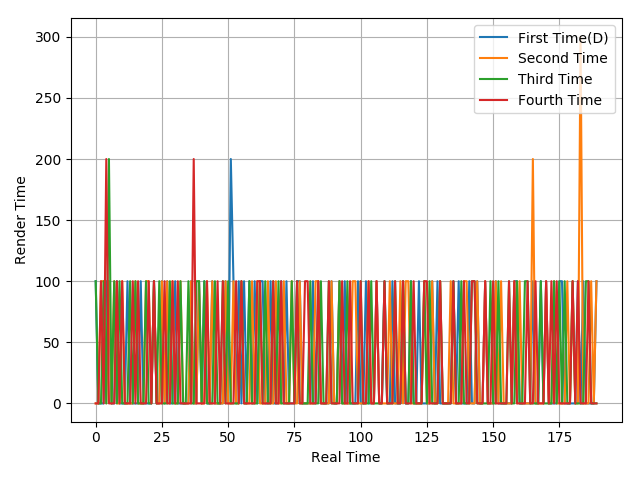 First Time(D)
Second Time
Third Time
Fourth Time
Render Time
300
250
200
150
100
50
0
0 25 50 75 100 125 150 175
Real Time